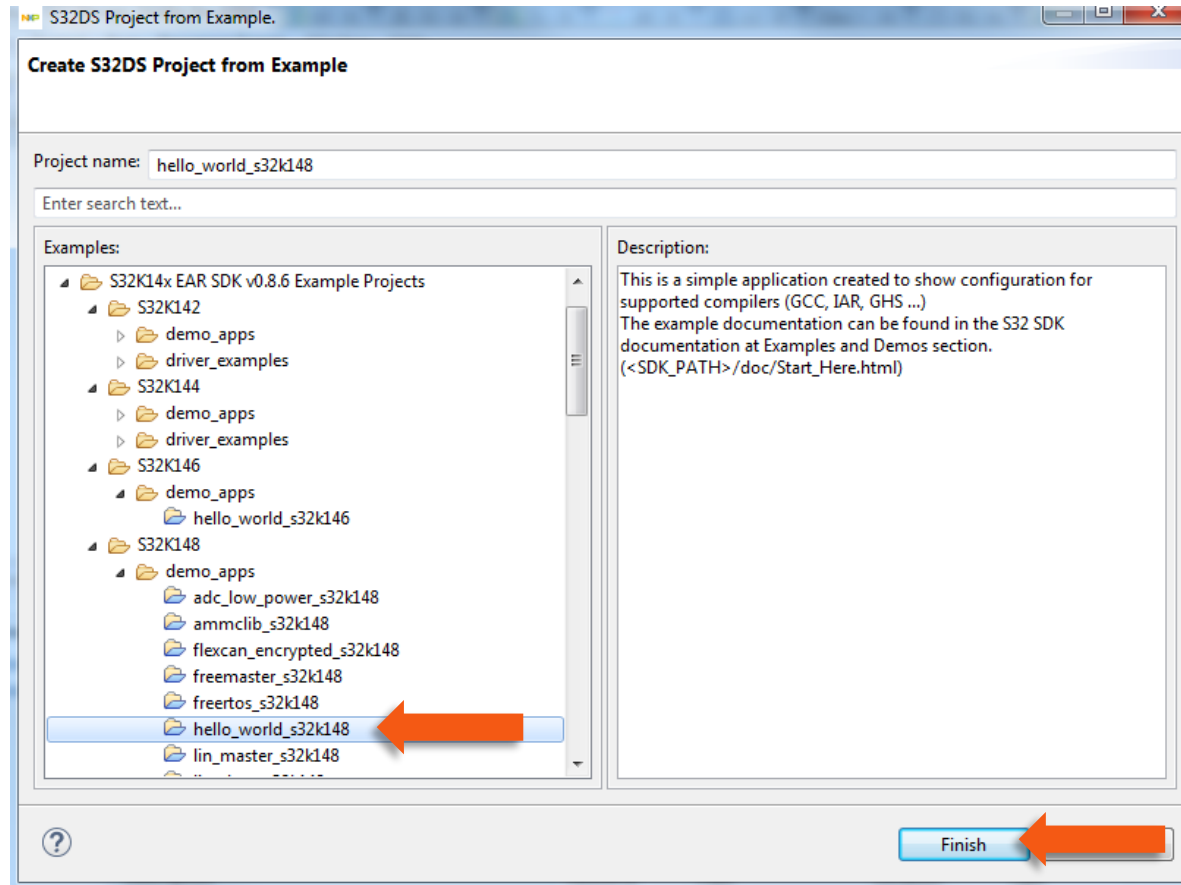 NXP S32DS Project from Example.
Create S32DS Project from Example
Project name: hello_world_s32k148
Enter search text...
Examples:
S32K14x EAR SDK v0.8.6 Example Projects
S32K142
demo_apps
driver_examples
S32K144
demo_apps
driver_examples
S32K146
demo_apps
hello_world_s32k146
S32K148
demo_apps
adc_low_power_s32k148
ammclib_s32k148
flexcan_encrypted_s32k148
freemaster_s32k148
freertos_s32k148
hello_world_s32k148
lin_master_s32k148
Description:
This is a simple application created to show configuration for
supported compilers (GCC, IAR, GHS ...)
The example documentation can be found in the S32 SDK
documentation at Examples and Demos section.
(<SDK_PATH>/doc/Start_Here.html)
?
Finish